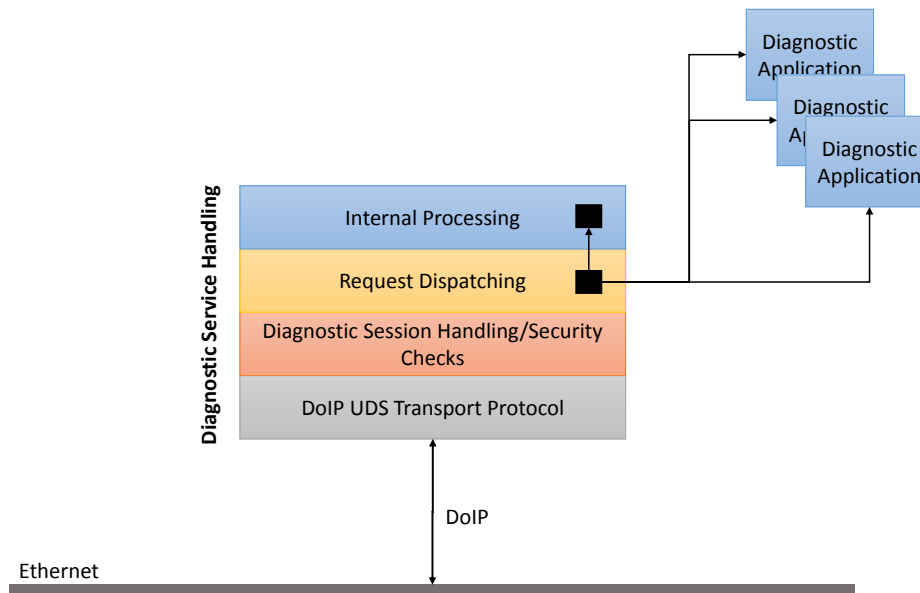 Diagnostic
Application
Diagnostic
Diagnostic
Application
Diagnostic Service Handling
Internal Processing
Request Dispatching
Diagnostic Session Handling/Security
Checks
DoIP UDS Transport Protocol
DoIP
Ethernet